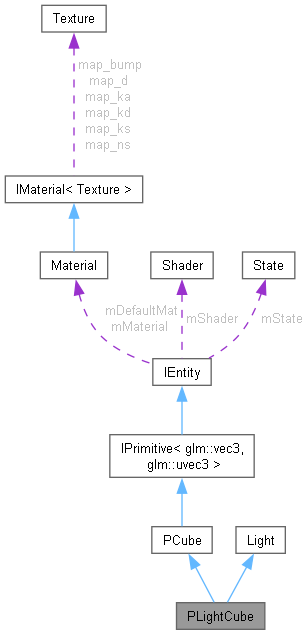 Texture
map_bump
map_d
map_ka
map_kd
map_ks
map_ns
IMaterial< Texture >
Material
Shader
State
mDefaultMat
mMaterial
mShader
mState
IEntity
IPrimitive< glm::vec3,
glm::uvec3 >
PCube
Light
PLightCube